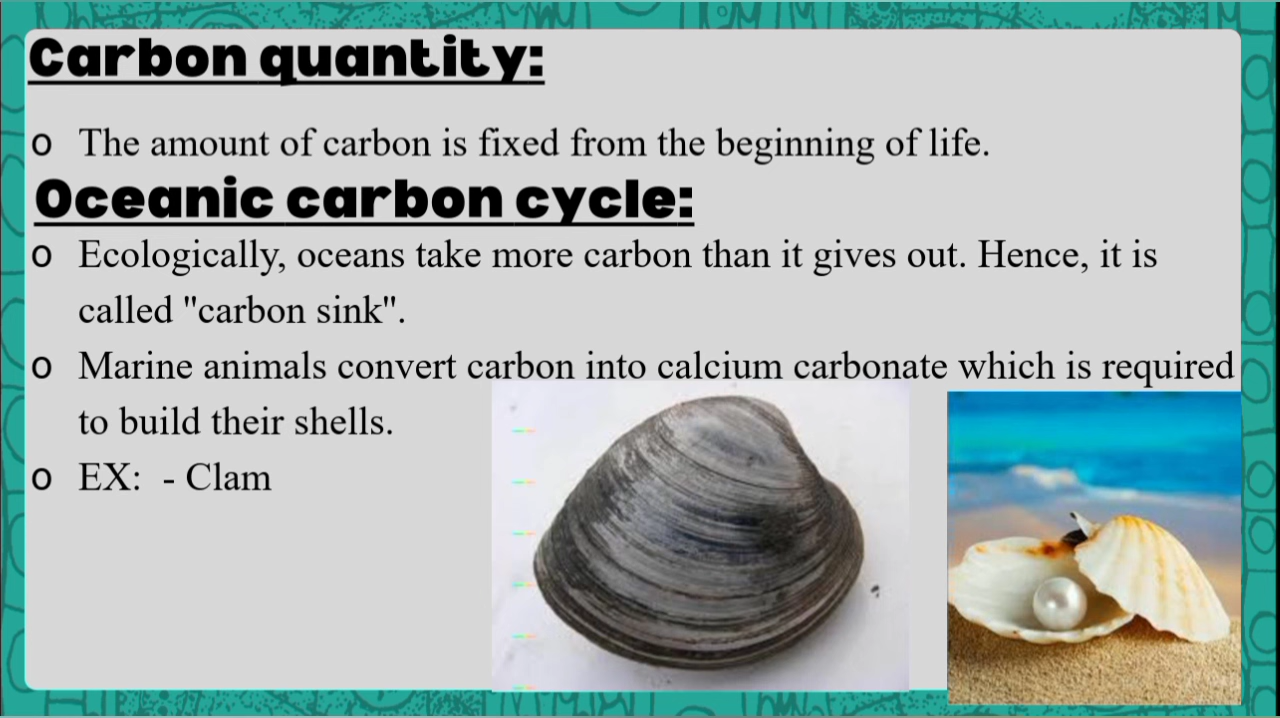 Carbon quantity:
o The amount of carbon is fixed from the beginning of life.
Oceanic carbon cycle:
o Ecologically, oceans take more carbon than it gives out. Hence, it is
called "carbon sink".
o Marine animals convert carbon into calcium carbonate which is required
to build their shells.
o EX:  - Clam